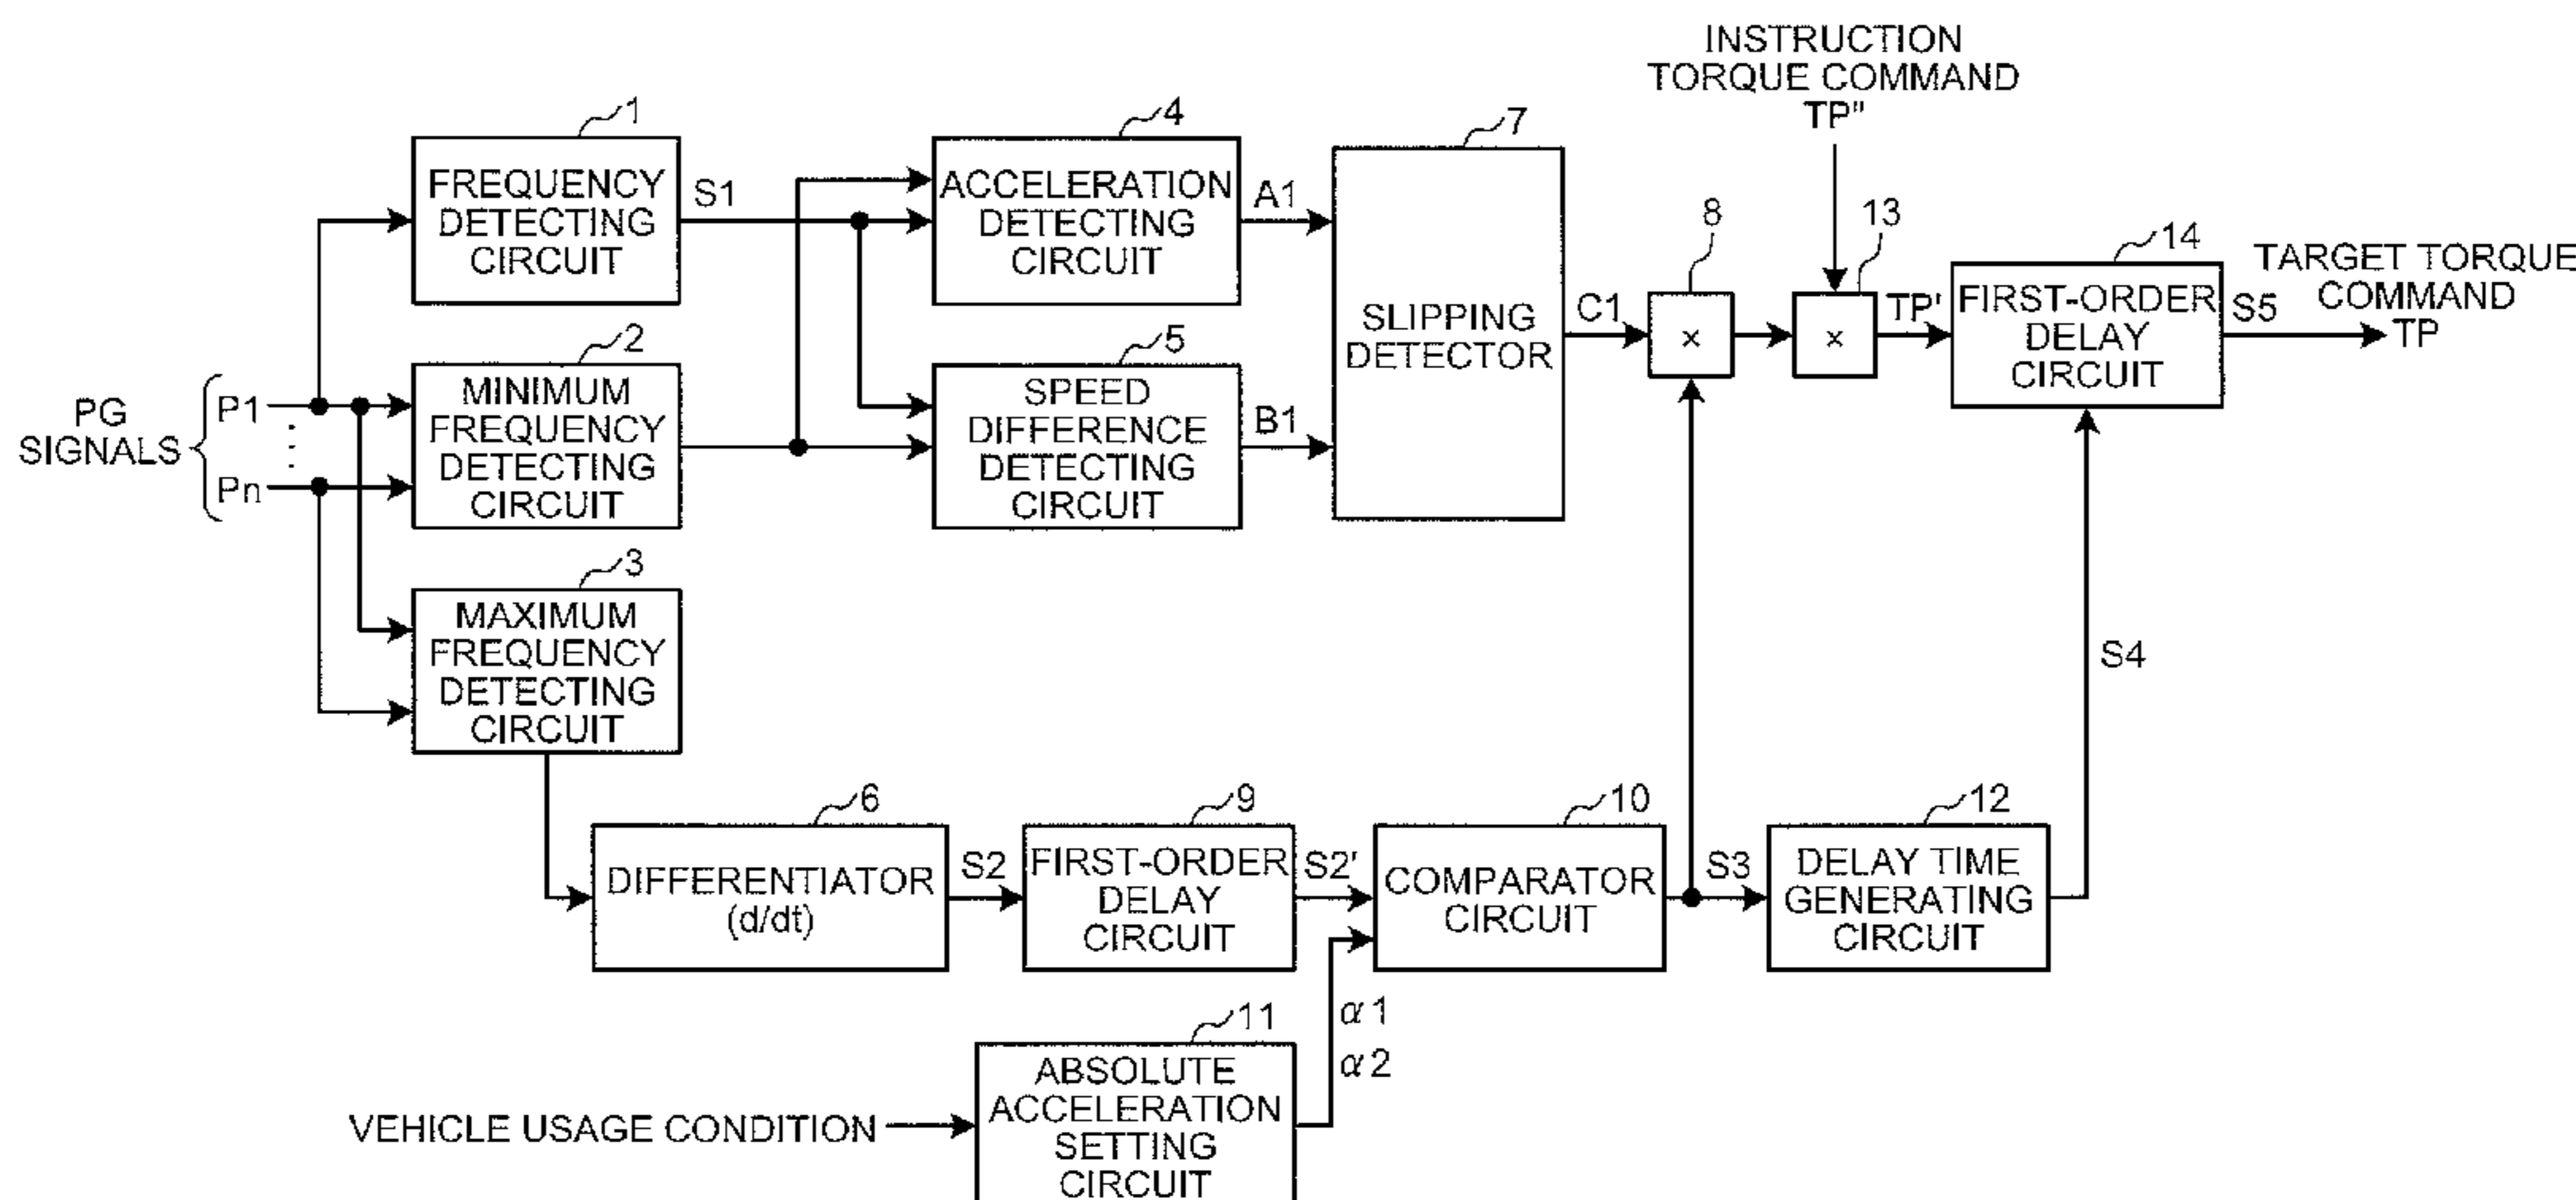 INSTRUCTION
TORQUE COMMAND
TP"
1
FREQUENCY
DETECTING
CIRCUIT
S1
4
ACCELERATION
DETECTING
CIRCUIT
A1
7
SLIPPING
DETECTOR
C1
8
×
13
×
TP'
14
FIRST-ORDER
DELAY
CIRCUIT
S5
TARGET TORQUE
COMMAND
TP
PG
SIGNALS
P1
Pn
2
MINIMUM
FREQUENCY
DETECTING
CIRCUIT
5
SPEED
DIFFERENCE
DETECTING
CIRCUIT
B1
3
MAXIMUM
FREQUENCY
DETECTING
CIRCUIT
S4
6
DIFFERENTIATOR
(d/dt)
S2
9
FIRST-ORDER
DELAY
CIRCUIT
S2'
10
COMPARATOR
CIRCUIT
S3
12
DELAY TIME
GENERATING
CIRCUIT
α1
α2
11
ABSOLUTE
ACCELERATION
SETTING
CIRCUIT
VEHICLE USAGE CONDITION